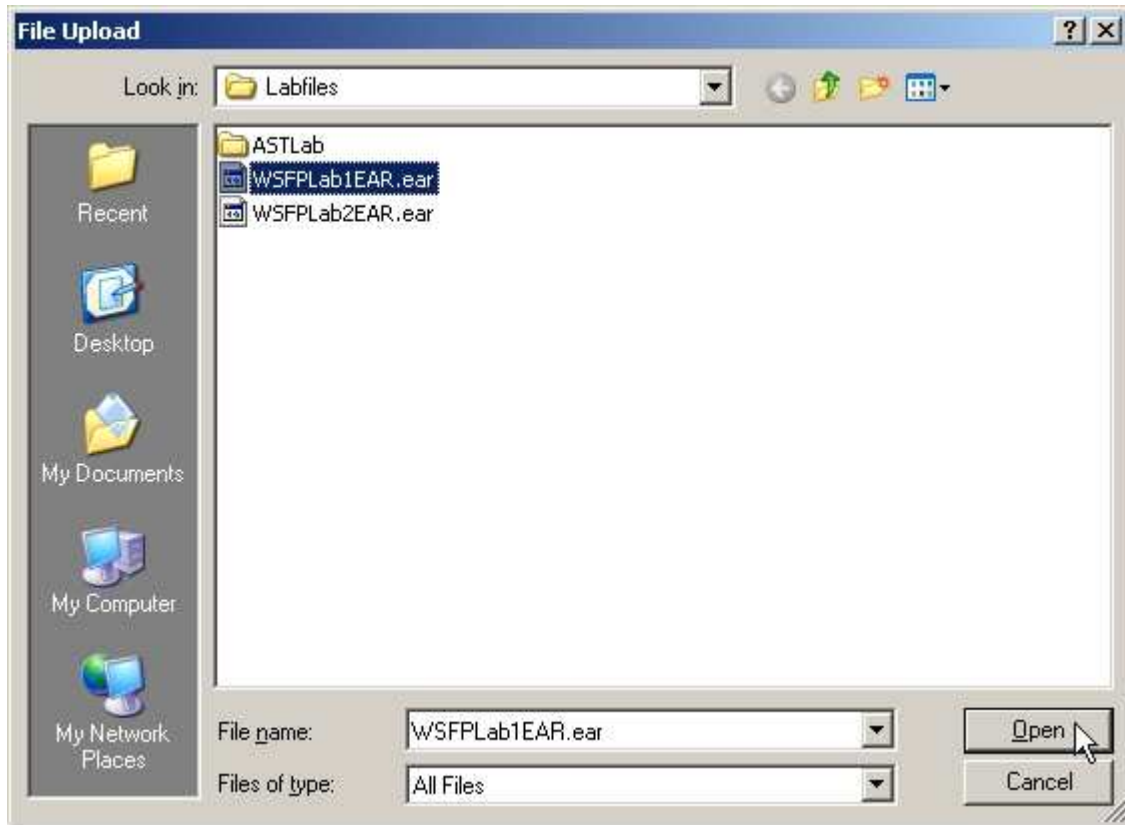 File Upload
Look in: Labfiles
ASTLab
WSFPLab1EAR.ear
WSFPLab2EAR.ear
Recent
Desktop
My Documents
My Computer
My Network
Places
File name: WSFPLab1EAR.ear Open
Files of type: All Files Cancel